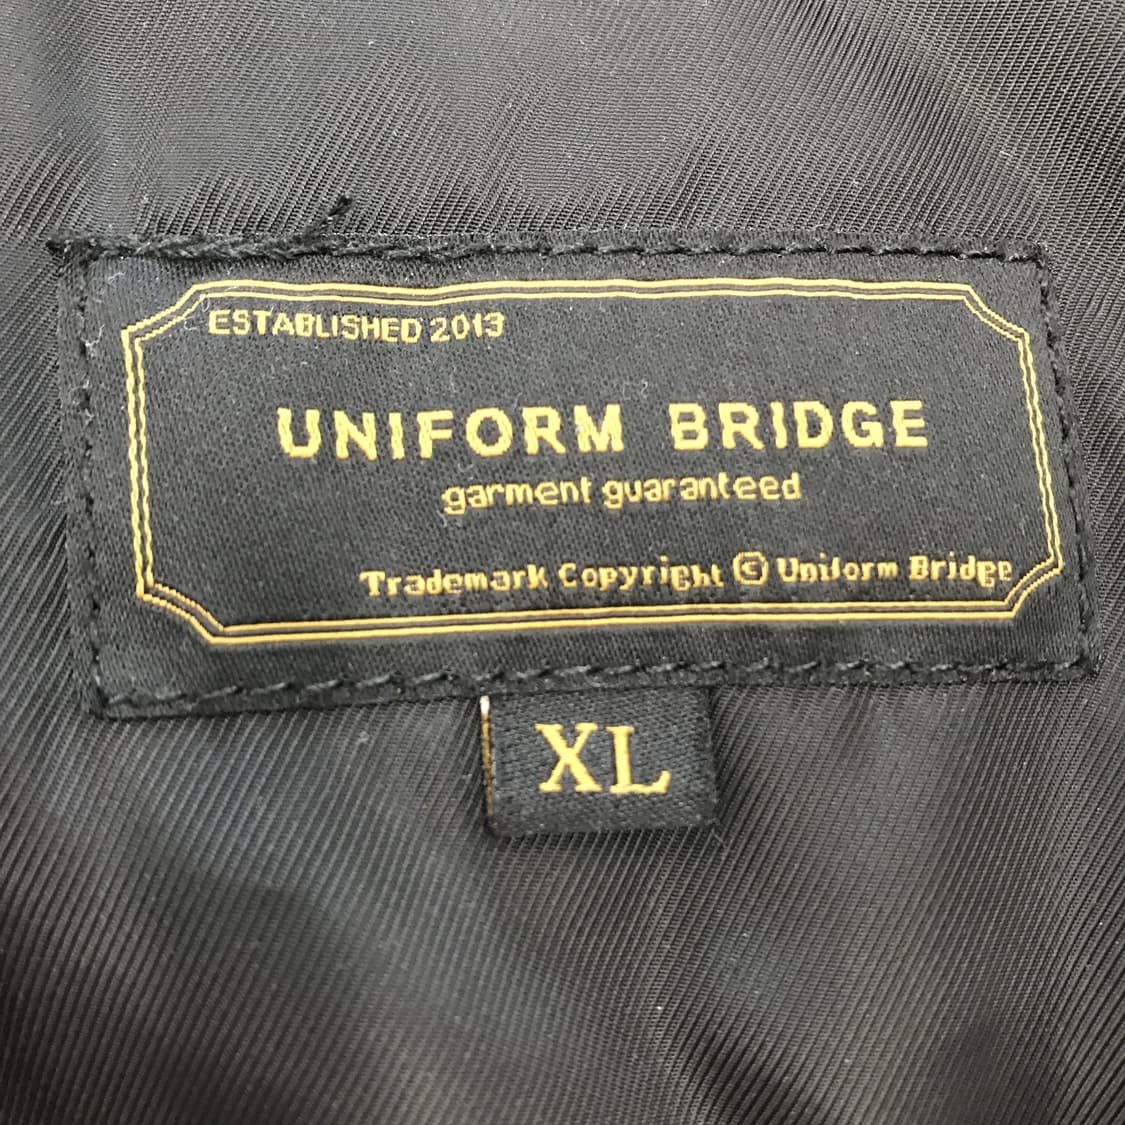 ESTABLISHED 2013
UNIFORM BRIDGE
garment guaranteed
Trademark Copyright © Uniform Bridge
XL